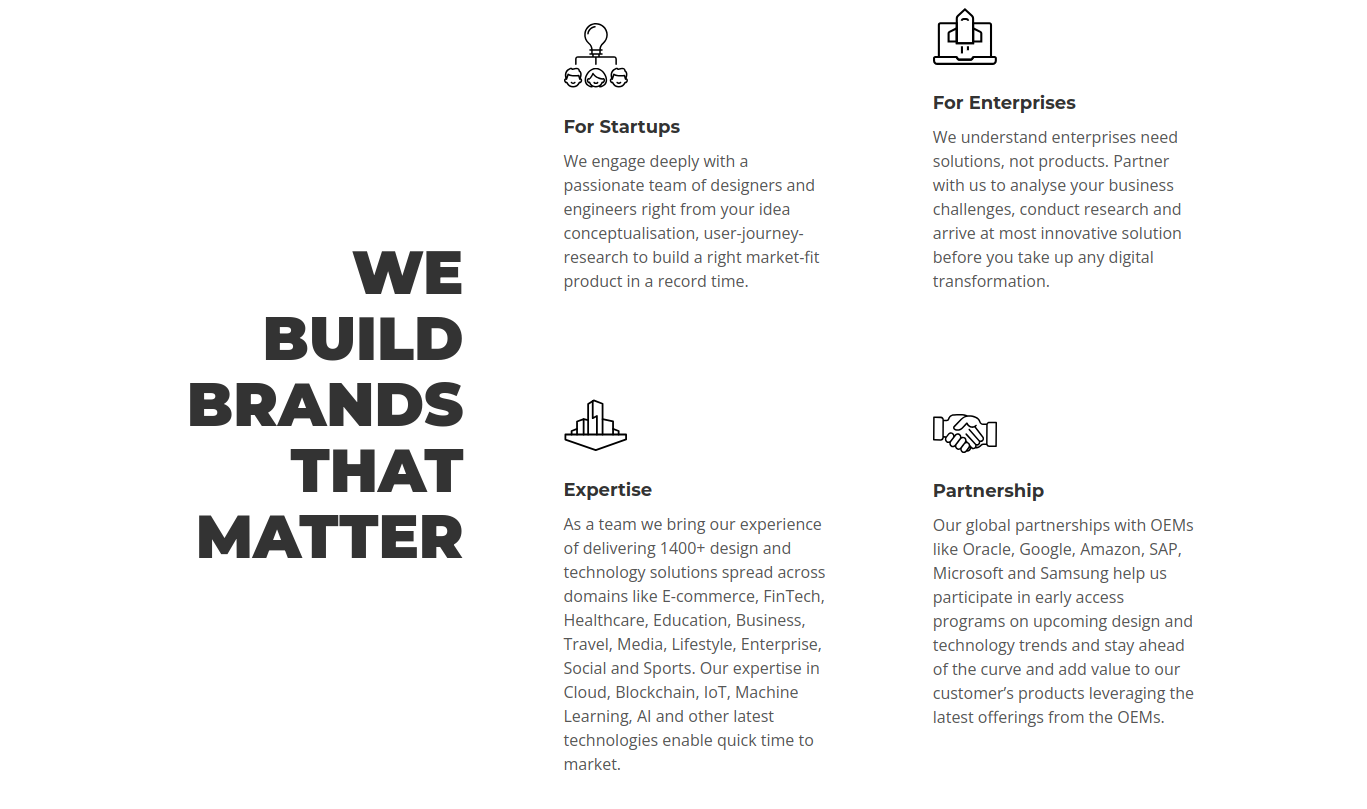 WE
BUILD
BRANDS
THAT
MATTER
For Startups
We engage deeply with a
passionate team of designers and
engineers right from your idea
conceptualisation, user-journey-
research to build a right market-fit
product in a record time.
For Enterprises
We understand enterprises need
solutions, not products. Partner
with us to analyse your business
challenges, conduct research and
arrive at most innovative solution
before you take up any digital
transformation.
Expertise
As a team we bring our experience
of delivering 1400+ design and
technology solutions spread across
domains like E-commerce, FinTech,
Healthcare, Education, Business,
Travel, Media, Lifestyle, Enterprise,
Social and Sports. Our expertise in
Cloud, Blockchain, IoT, Machine
Learning, AI and other latest
technologies enable quick time to
market.
Partnership
Our global partnerships with OEMs
like Oracle, Google, Amazon, SAP,
Microsoft and Samsung help us
participate in early access
programs on upcoming design and
technology trends and stay ahead
of the curve and add value to our
customer’s products leveraging the
latest offerings from the OEMs.